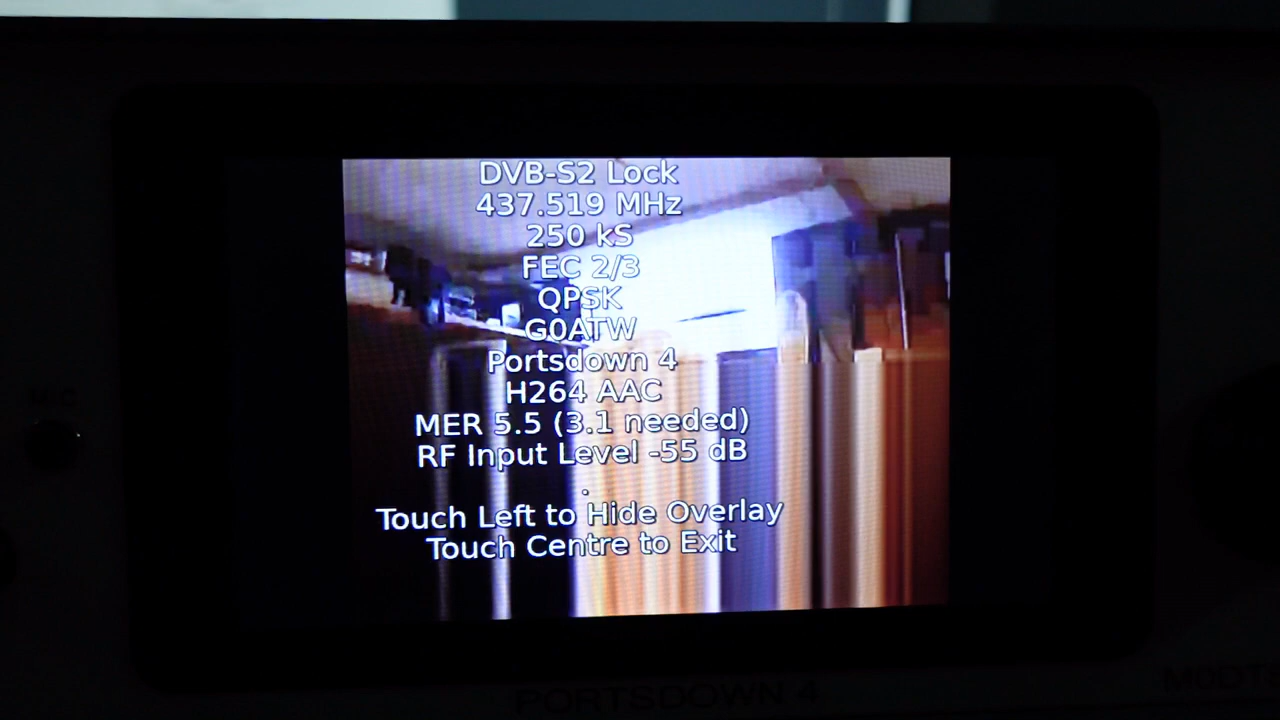 DVB-S2 Lock
437.519 MHz
250 kS
FEC 2/3
QPSK
G0ATW
Portsdown 4
H264 AAC
MER 5.5 (3.1 needed)
RF Input Level -55 dB
.
Touch Left to Hide Overlay
Touch Centre to Exit
PORTSDOWN 4